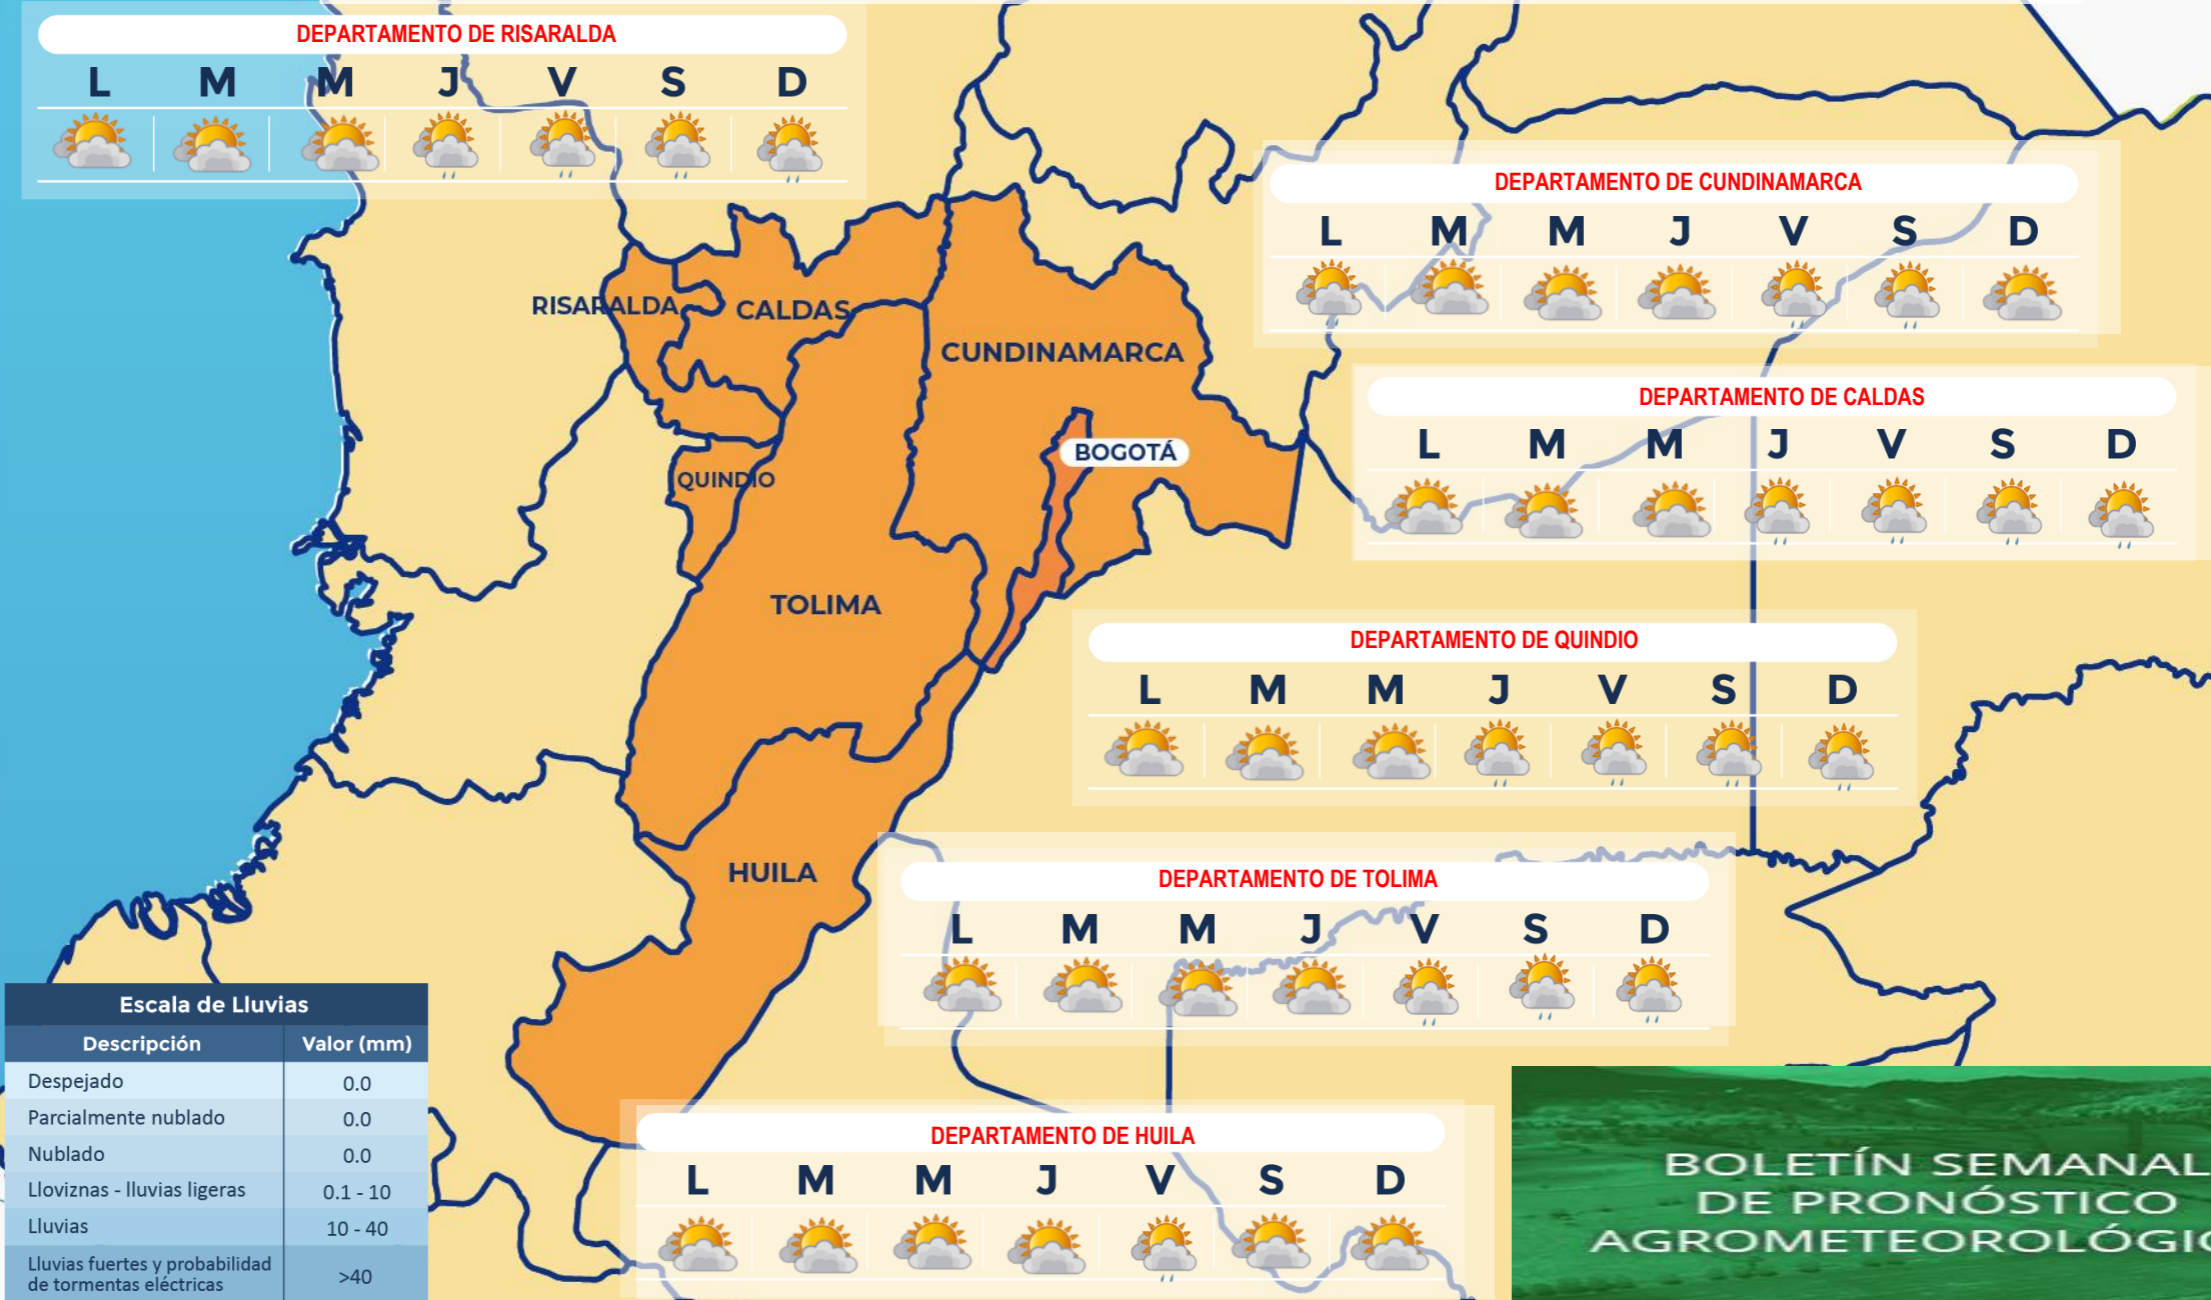 DEPARTAMENTO DE RISARALDA
L M M J V S D
DEPARTAMENTO DE CUNDINAMARCA
L M M J V S D
RISARALDA
CALDAS
CUNDINAMARCA
DEPARTAMENTO DE CALDAS
L M M J V S D
BOGOTÁ
QUINDIO
TOLIMA
DEPARTAMENTO DE QUINDIO
L M M J V S D
HUILA
DEPARTAMENTO DE TOLIMA
L M M J V S D
Escala de Lluvias
Descripción Valor (mm)
Despejado 0.0
Parcialmente nublado 0.0
Nublado 0.0
Lloviznas - lluvias ligeras 0.1 - 10
Lluvias 10 - 40
Lluvias fuertes y probabilidad
de tormentas eléctricas >40
DEPARTAMENTO DE HUILA
L M M J V S D
BOLETÍN SEMANAL
DE PRONÓSTICO